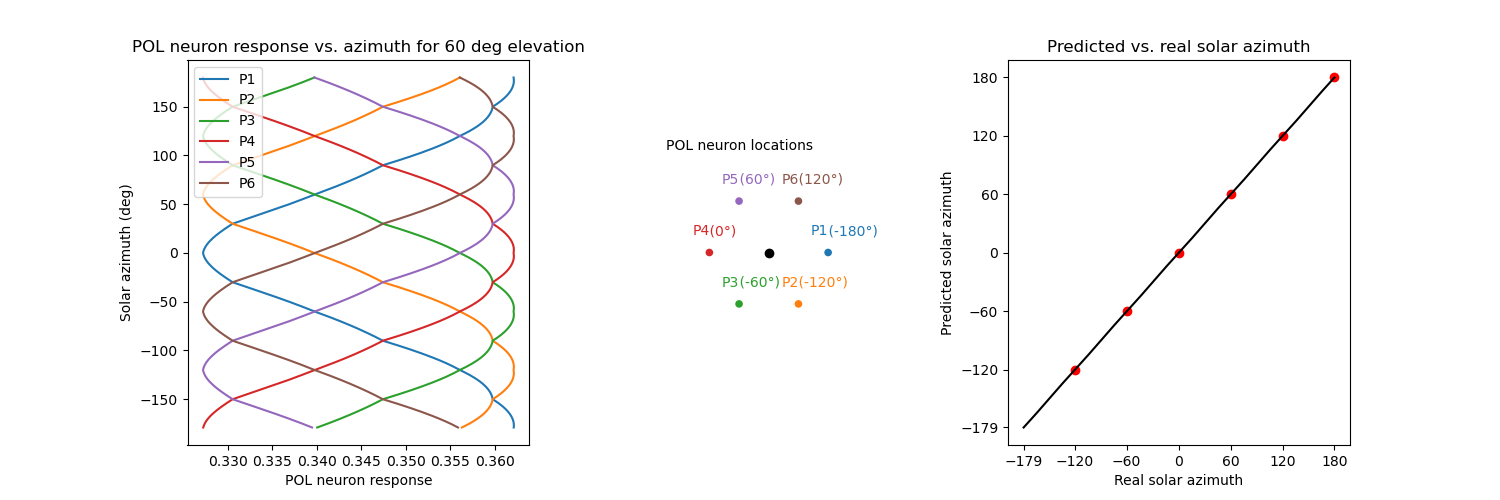 POL neuron response vs. azimuth for 60 deg elevation
P1
P2
P3
P4
P5
P6
150
100
50
0
−50
−100
−150
Solar azimuth (deg)
0.330 0.335 0.340 0.345 0.350 0.355 0.360
POL neuron response
POL neuron locations
P5(60°) P6(120°)
P4(0°) P1(-180°)
P3(-60°) P2(-120°)
Predicted vs. real solar azimuth
180
120
60
0
−60
−120
−179
Predicted solar azimuth
−179 −120 −60 0 60 120 180
Real solar azimuth